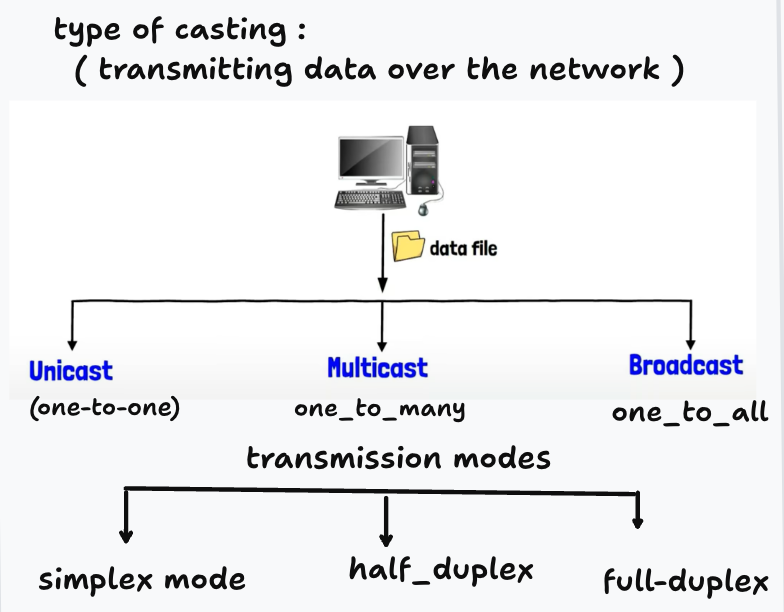 type of casting :
( transmitting data over the network )
data file
Unicast
Multicast
Broadcast
(one-to-one)
one_to_many
one_to_all
transmission modes
simplex mode
half_duplex
full-duplex